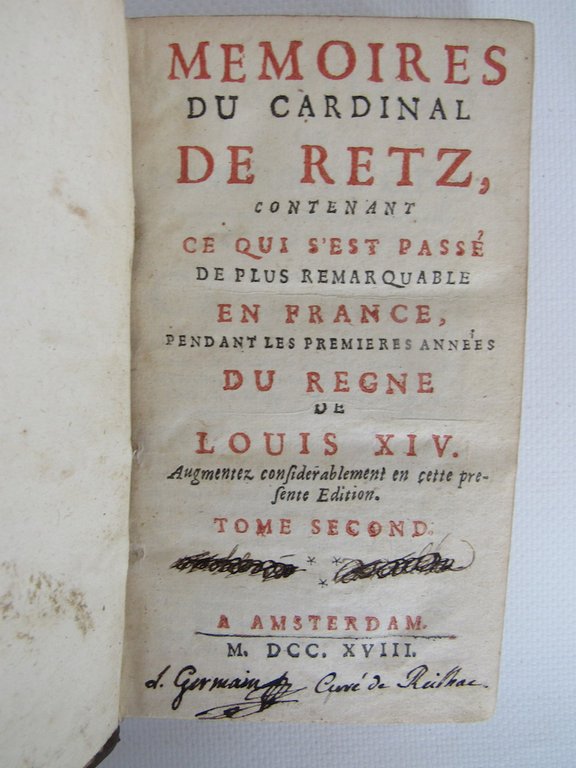 MEMOIRES
DU CARDINAL
DE RETZ,
CONTENANT
CE QUI S'EST PASSÉ
DE PLUS REMARQUABLE
EN FRANCE,
PENDANT LES PREMIERES ANNÉES
DU REGNE
DE
LOUIS XIV.
Augmentez considerablement en cette pre-
sente Edition.
TOME SECOND.
* * *
A AMSTERDAM.
M. DCC. XVIII.
Germain Curé de Reilhac.